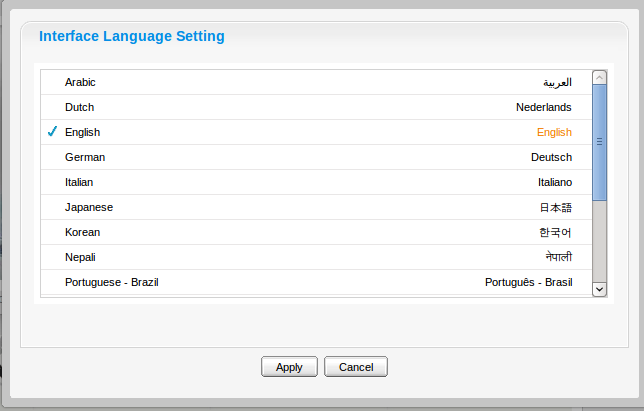 Interface Language Setting
Arabic العربية
Dutch Nederlands
English English
German Deutsch
Italian Italiano
Japanese 日本語
Korean 한국어
Nepali नेपाली
Portuguese - Brazil Português - Brasil
Apply Cancel